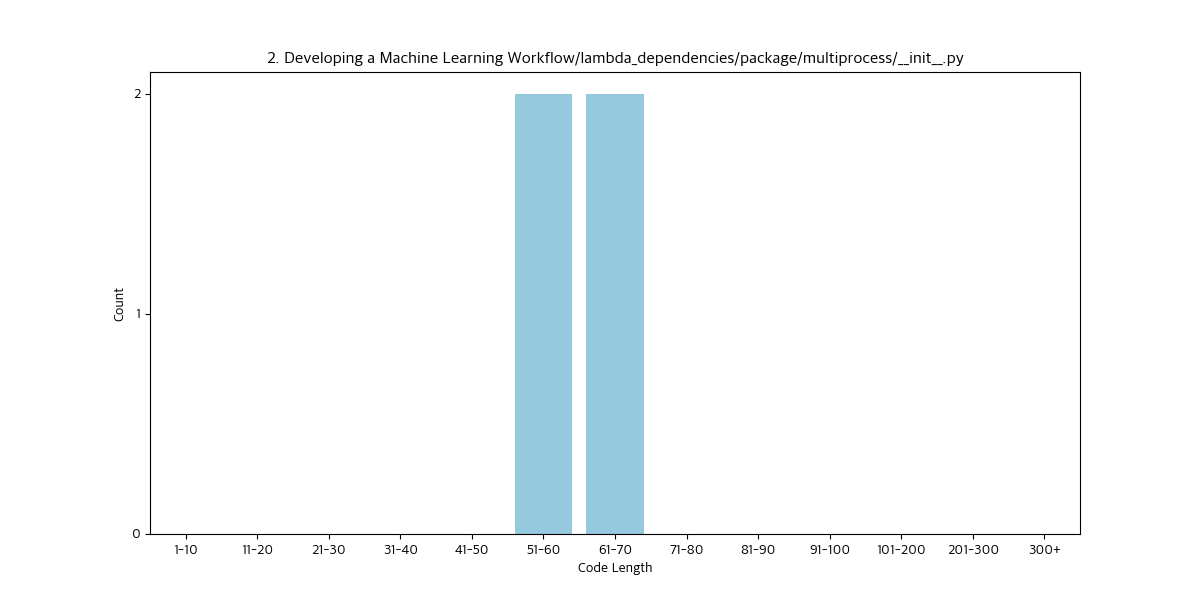 2. Developing a Machine Learning Workflow/lambda_dependencies/package/multiprocess/__init__.py
2
1
0
Count
1-10 11-20 21-30 31-40 41-50 51-60 61-70 71-80 81-90 91-100 101-200 201-300 300+
Code Length